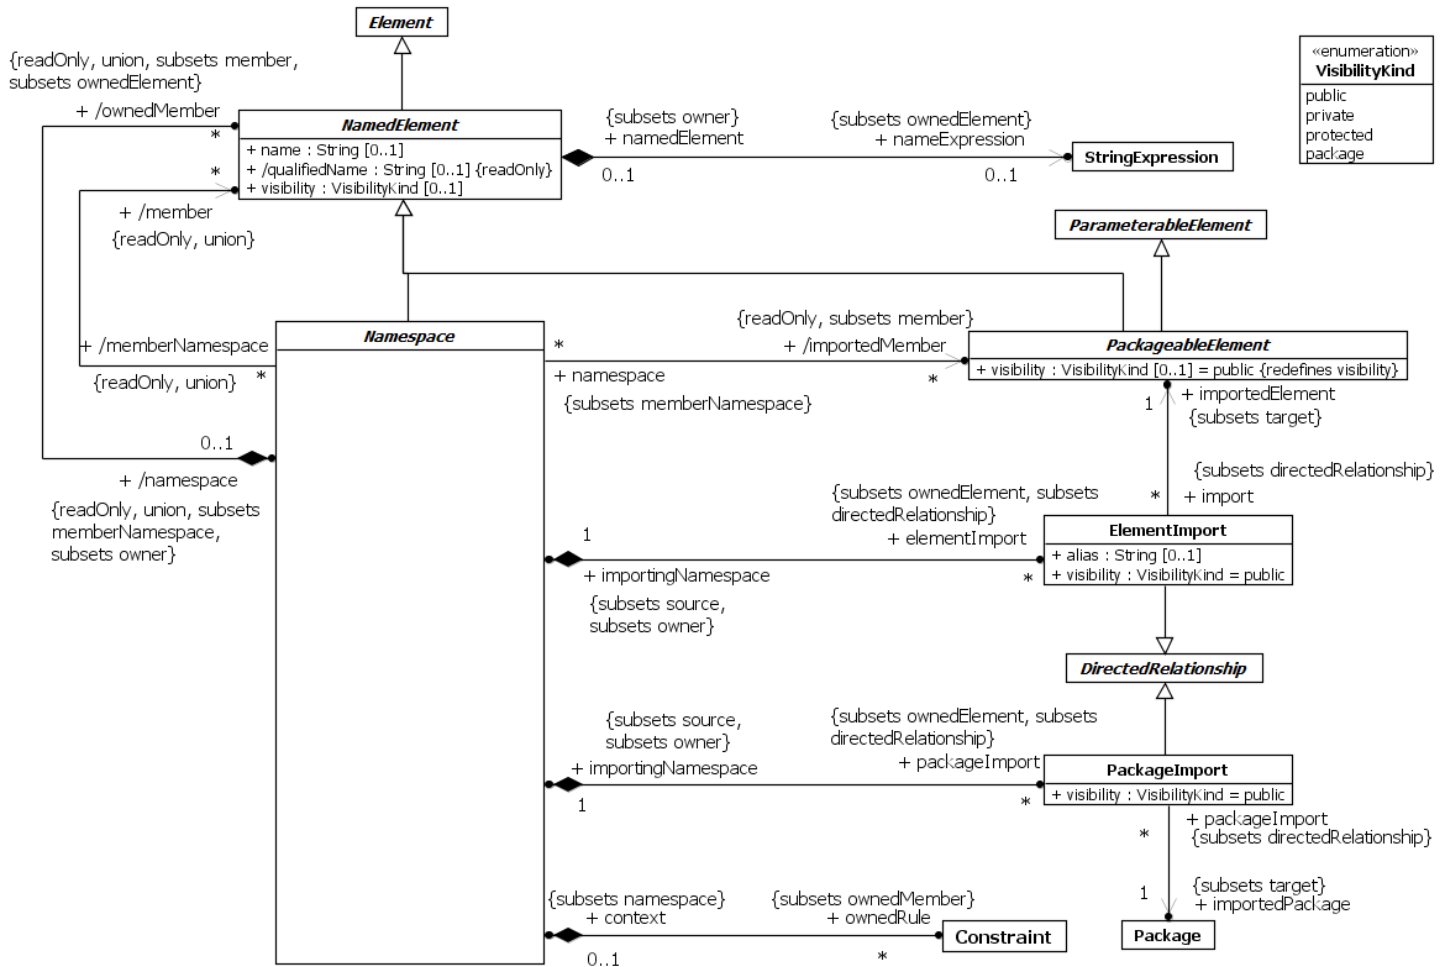 Element
{readOnly, union, subsets member,
subsets ownedElement}
+ /ownedMember
*
NamedElement
+ name : String [0..1]
+ /qualifiedName : String [0..1] {readOnly}
+ visibility : VisibilityKind [0..1]
*
+ /member
{readOnly, union}
{subsets owner}
+ namedElement
0..1
{subsets ownedElement}
+ nameExpression
0..1
StringExpression
«enumeration»
VisibilityKind
public
private
protected
package
ParameterableElement
Namespace
+ /memberNamespace
{readOnly, union}
*
0..1
+ /namespace
{readOnly, union, subsets
memberNamespace,
subsets owner}
*
+ namespace
{subsets memberNamespace}
{readOnly, subsets member}
+ /importedMember
*
PackageableElement
+ visibility : VisibilityKind [0..1] = public {redefines visibility}
1
+ importedElement
{subsets target}
{subsets directedRelationship}
*
+ import
{subsets ownedElement, subsets
directedRelationship}
+ elementImport
*
1
+ importingNamespace
{subsets source,
subsets owner}
ElementImport
+ alias : String [0..1]
+ visibility : VisibilityKind = public
DirectedRelationship
{subsets source,
subsets owner}
+ importingNamespace
1
{subsets ownedElement, subsets
directedRelationship}
+ packageImport
*
PackageImport
+ visibility : VisibilityKind = public
+ packageImport
*
{subsets directedRelationship}
1
{subsets target}
+ importedPackage
Package
{subsets namespace}
+ context
0..1
{subsets ownedMember}
+ ownedRule
*
Constraint